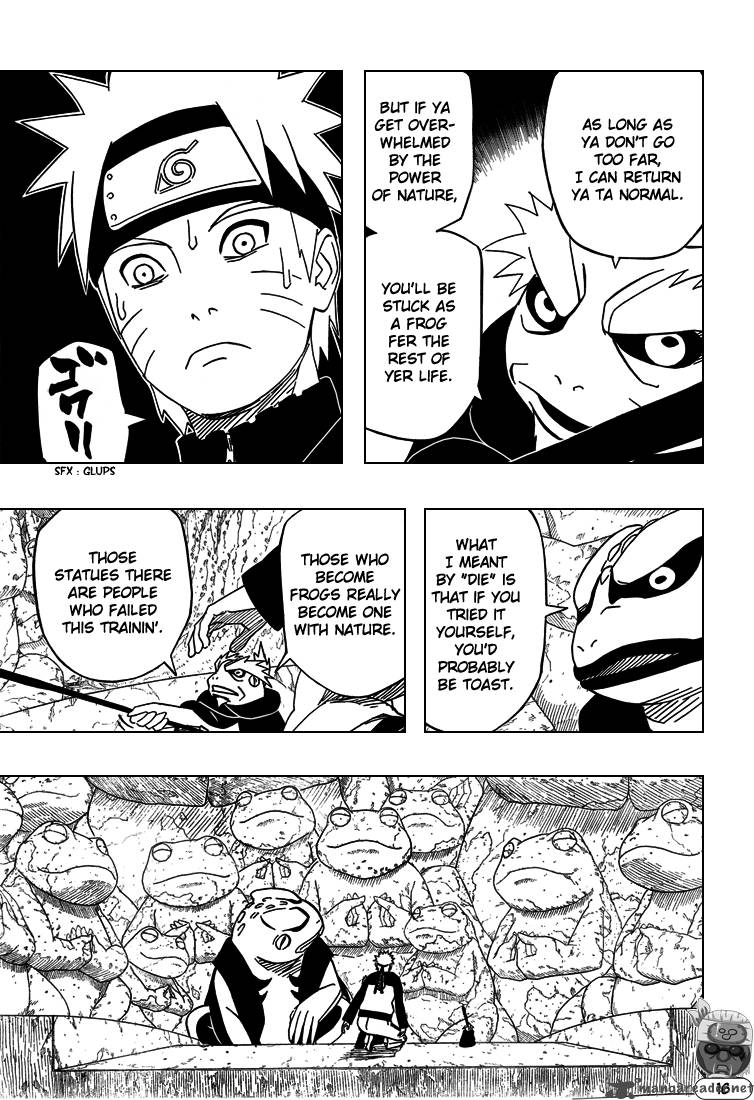 AS LONG AS
YA DON'T GO
TOO FAR,
I CAN RETURN
YA TA NORMAL.
BUT IF YA
GET OVER-
WHELMED
BY THE
POWER
OF NATURE,
YOU'LL BE
STUCK AS
A FROG
FER THE
REST OF
YER LIFE.
ゴクリ
SFX : GLUPS
WHAT
I MEANT
BY "DIE" IS
THAT IF YOU
TRIED IT
YOURSELF,
YOU'D
PROBABLY
BE TOAST.
THOSE WHO
BECOME
FROGS REALLY
BECOME ONE
WITH NATURE.
THOSE
STATUES THERE
ARE PEOPLE
WHO FAILED
THIS TRAININ'.
16
mangareader.net